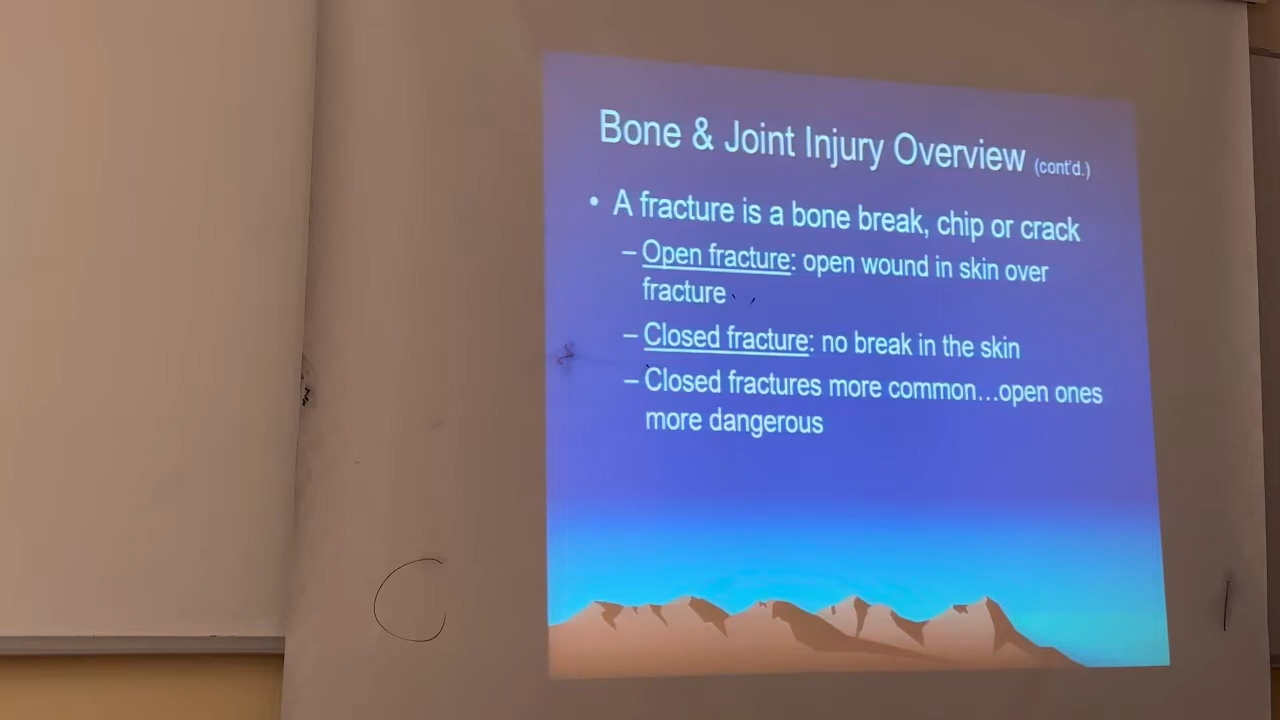 Bone & Joint Injury Overview (cont'd.)
• A fracture is a bone break, chip or crack
– Open fracture: open wound in skin over
fracture
– Closed fracture: no break in the skin
– Closed fractures more common...open ones
more dangerous